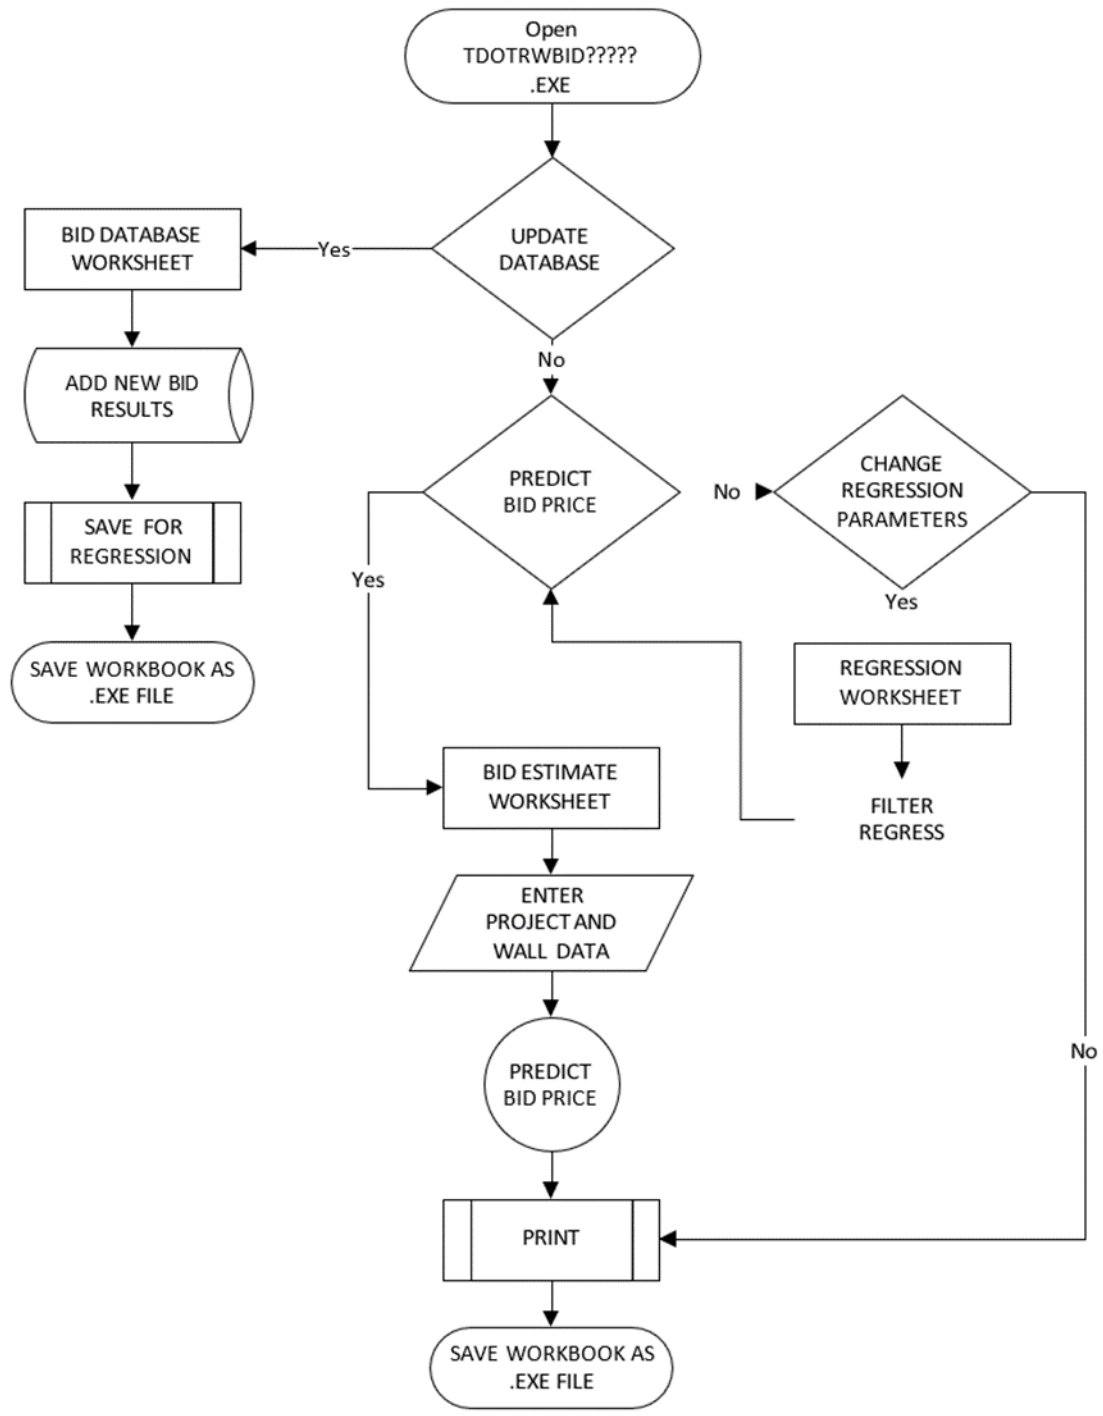 Open
TDOTRWBID?????
.EXE
UPDATE
DATABASE
Yes
BID DATABASE
WORKSHEET
ADD NEW BID
RESULTS
SAVE FOR
REGRESSION
SAVE WORKBOOK AS
.EXE FILE
No
PREDICT
BID PRICE
No
CHANGE
REGRESSION
PARAMETERS
Yes
Yes
REGRESSION
WORKSHEET
FILTER
REGRESS
BID ESTIMATE
WORKSHEET
ENTER
PROJECT AND
WALL DATA
PREDICT
BID PRICE
No
PRINT
SAVE WORKBOOK AS
.EXE FILE